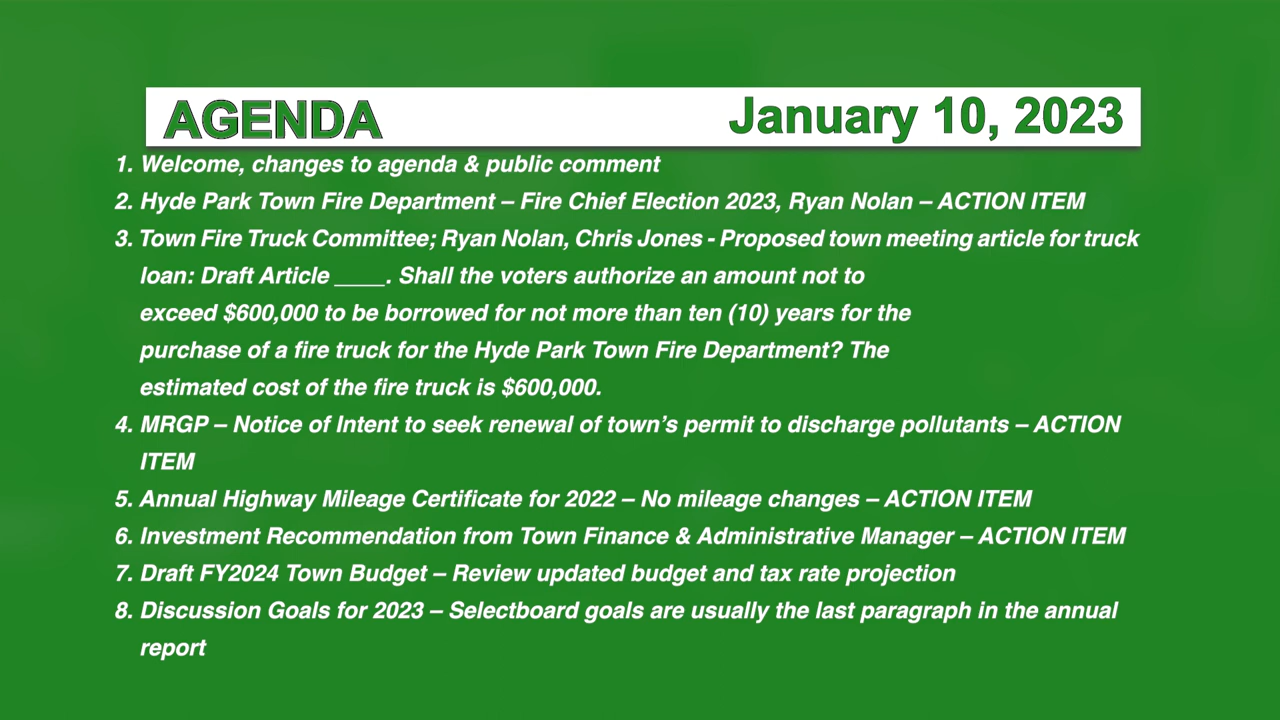 AGENDA January 10, 2023
1. Welcome, changes to agenda & public comment
2. Hyde Park Town Fire Department – Fire Chief Election 2023, Ryan Nolan – ACTION ITEM
3. Town Fire Truck Committee; Ryan Nolan, Chris Jones - Proposed town meeting article for truck
loan: Draft Article ____. Shall the voters authorize an amount not to
exceed $600,000 to be borrowed for not more than ten (10) years for the
purchase of a fire truck for the Hyde Park Town Fire Department? The
estimated cost of the fire truck is $600,000.
4. MRGP – Notice of Intent to seek renewal of town’s permit to discharge pollutants – ACTION
ITEM
5. Annual Highway Mileage Certificate for 2022 – No mileage changes – ACTION ITEM
6. Investment Recommendation from Town Finance & Administrative Manager – ACTION ITEM
7. Draft FY2024 Town Budget – Review updated budget and tax rate projection
8. Discussion Goals for 2023 – Selectboard goals are usually the last paragraph in the annual
report